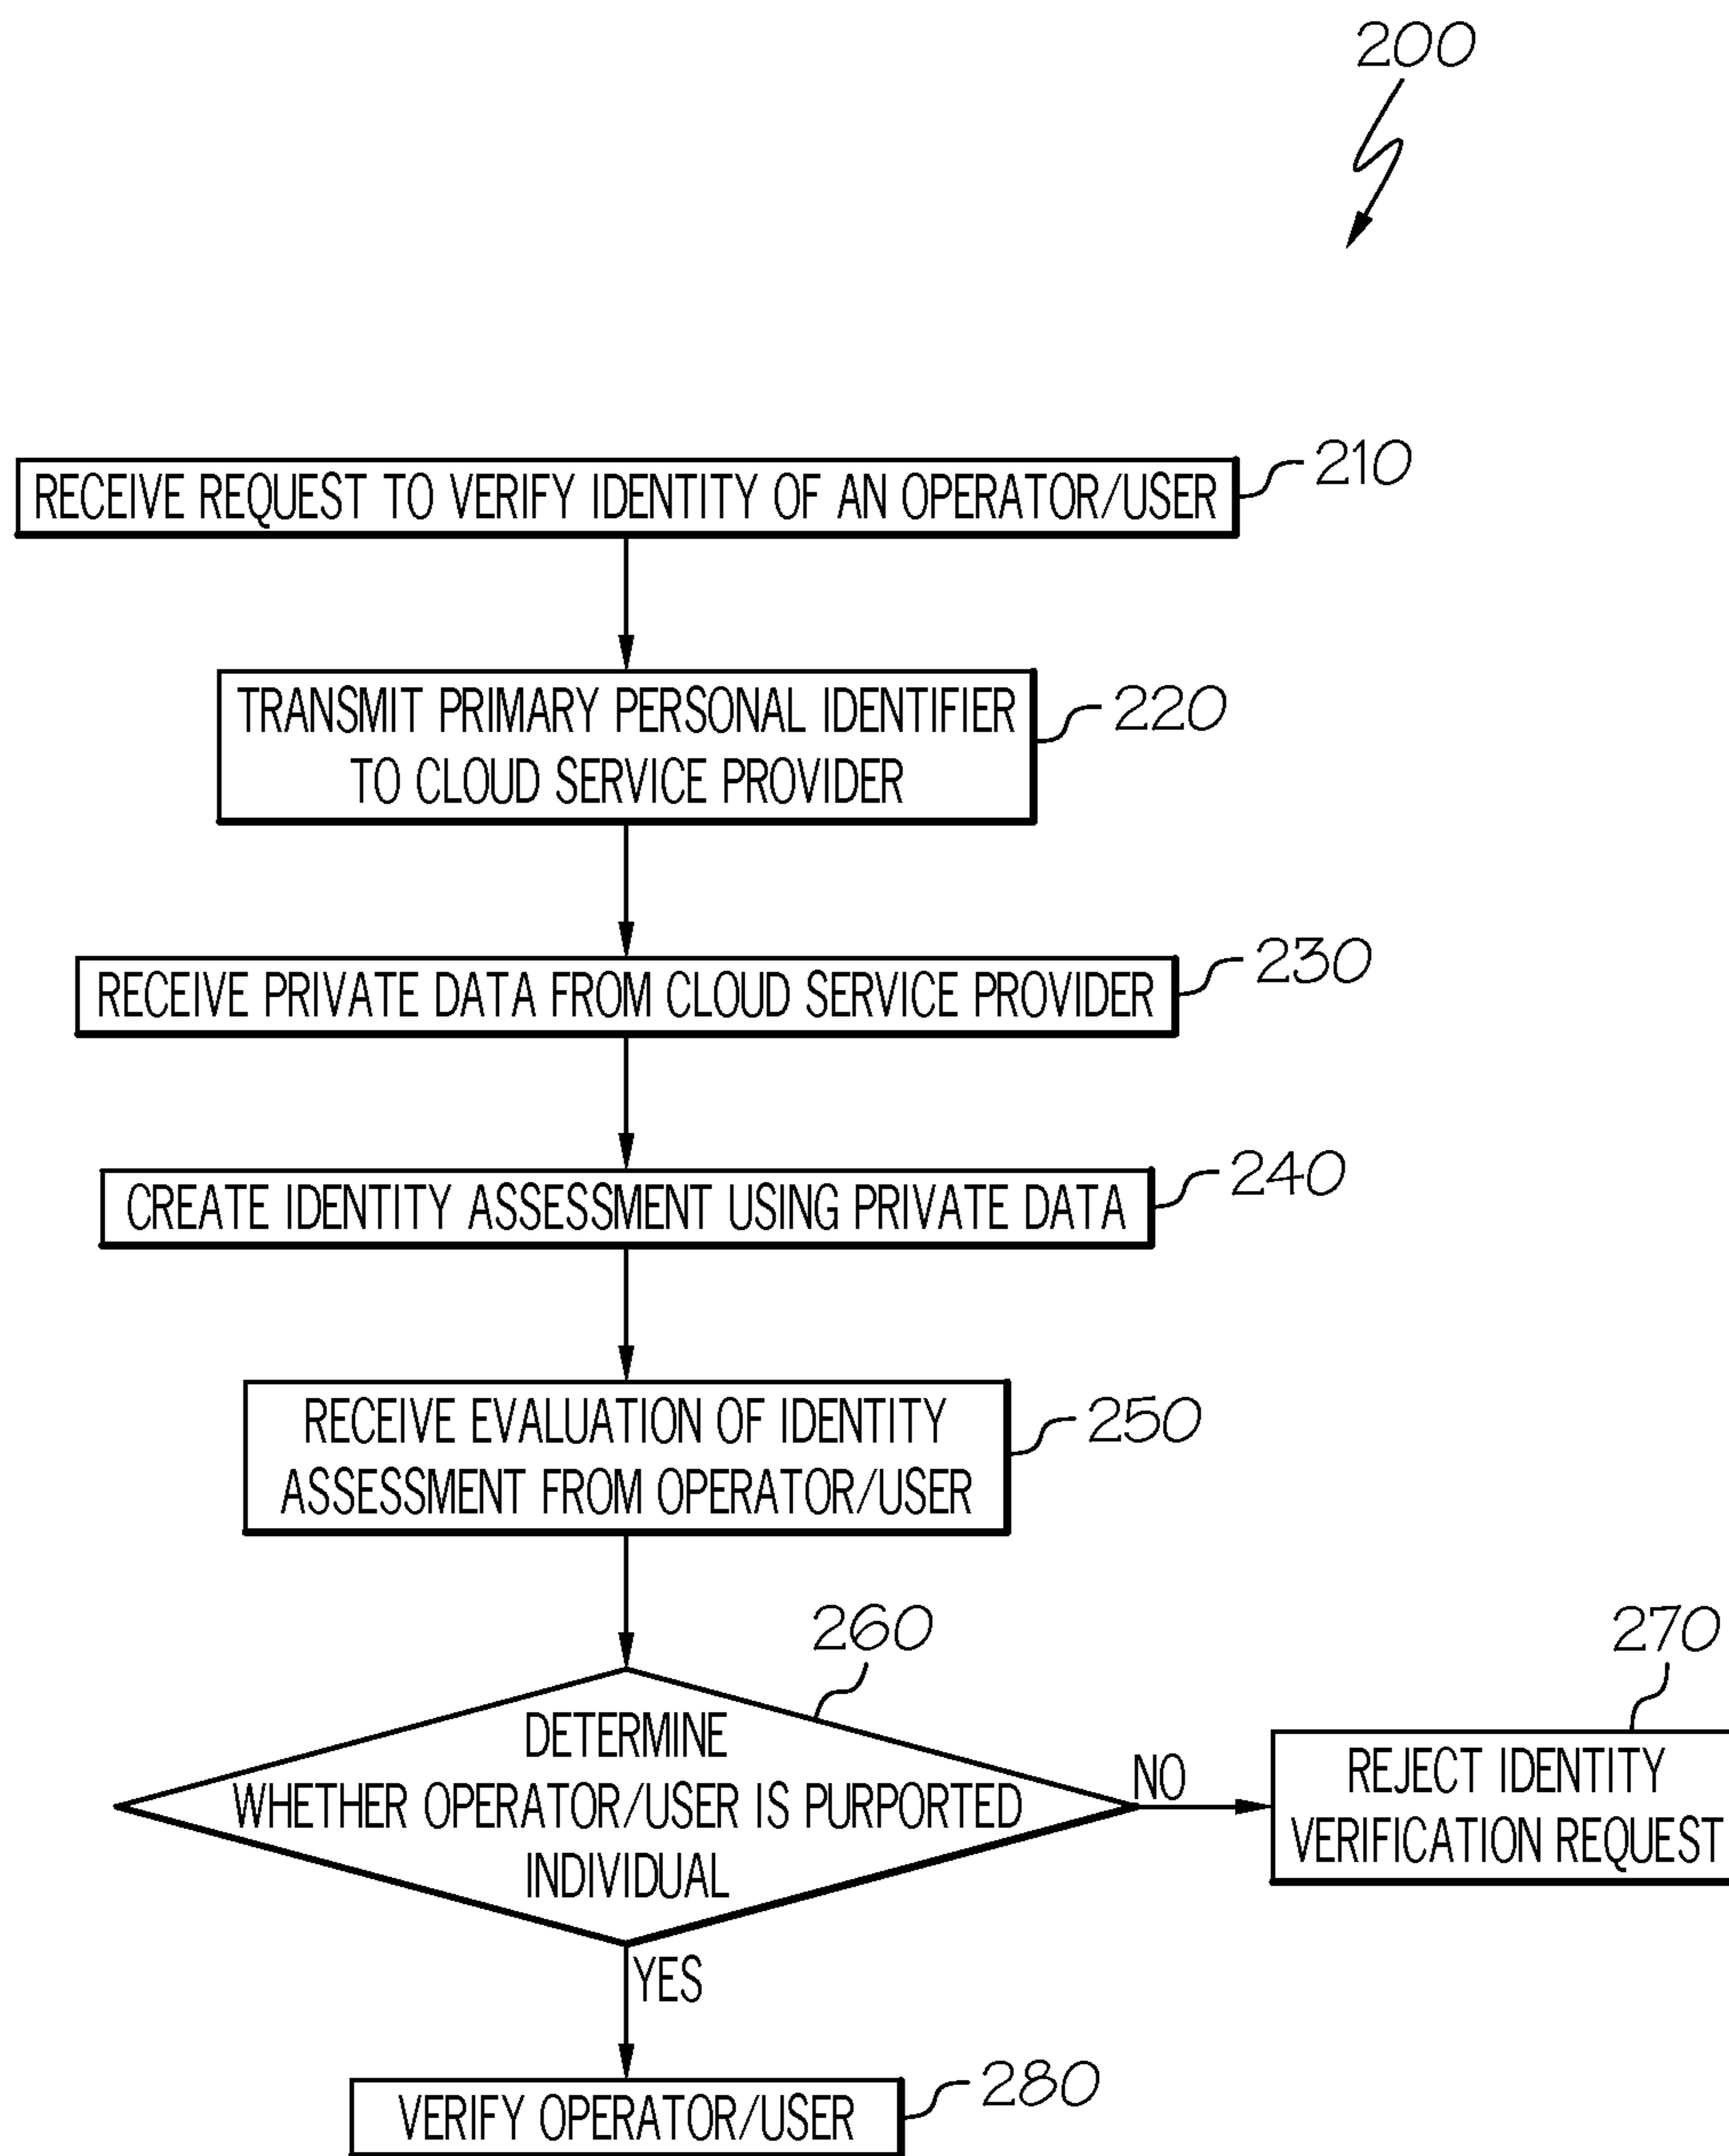 200
RECEIVE REQUEST TO VERIFY IDENTITY OF AN OPERATOR/USER
210
TRANSMIT PRIMARY PERSONAL IDENTIFIER
TO CLOUD SERVICE PROVIDER
220
RECEIVE PRIVATE DATA FROM CLOUD SERVICE PROVIDER
230
CREATE IDENTITY ASSESSMENT USING PRIVATE DATA
240
RECEIVE EVALUATION OF IDENTITY
ASSESSMENT FROM OPERATOR/USER
250
260
DETERMINE
WHETHER OPERATOR/USER IS PURPORTED
INDIVIDUAL
NO
270
REJECT IDENTITY
VERIFICATION REQUEST
YES
VERIFY OPERATOR/USER
280